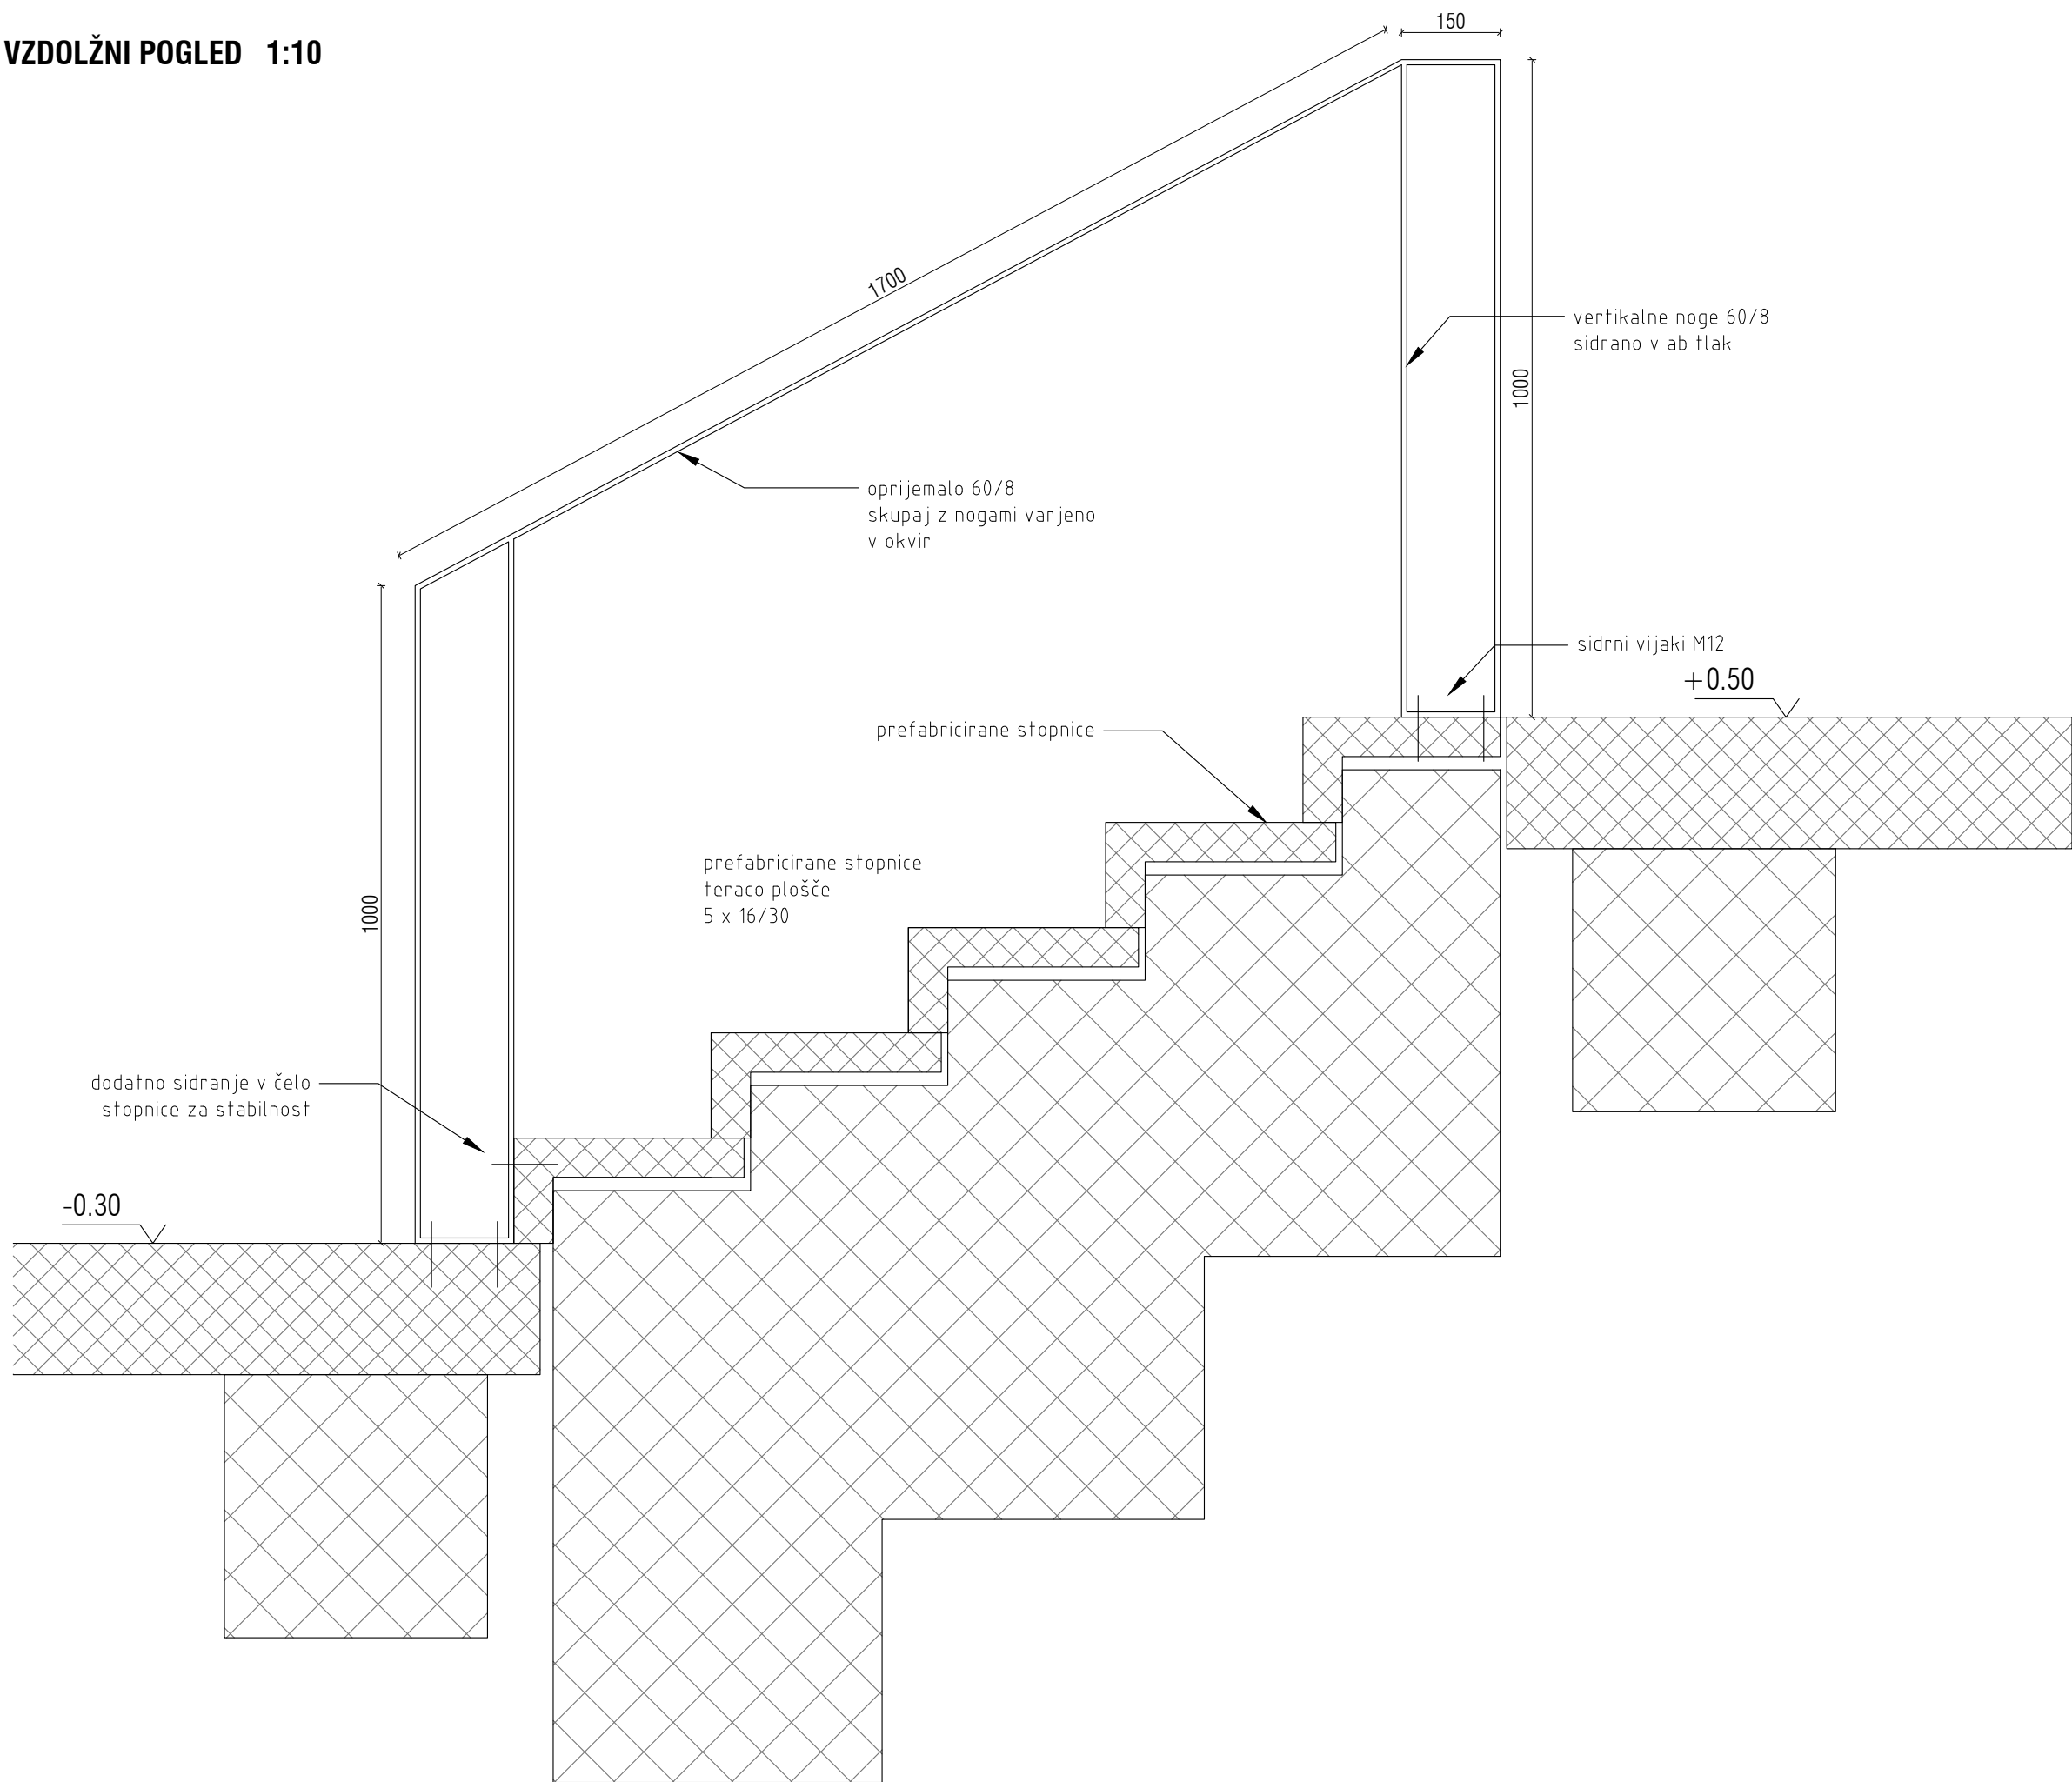 VZDOLŽNI POGLED 1:10
150
1700
vertikalne noge 60/8
sidrano v ab tlak
1000
oprijemalo 60/8
skupaj z nogami varjeno
v okvir
sidrni vijaki M12
+0.50
prefabricirane stopnice
prefabricirane stopnice
teraco plošče
5 x 16/30
1000
dodatno sidranje v čelo
stopnice za stabilnost
-0.30